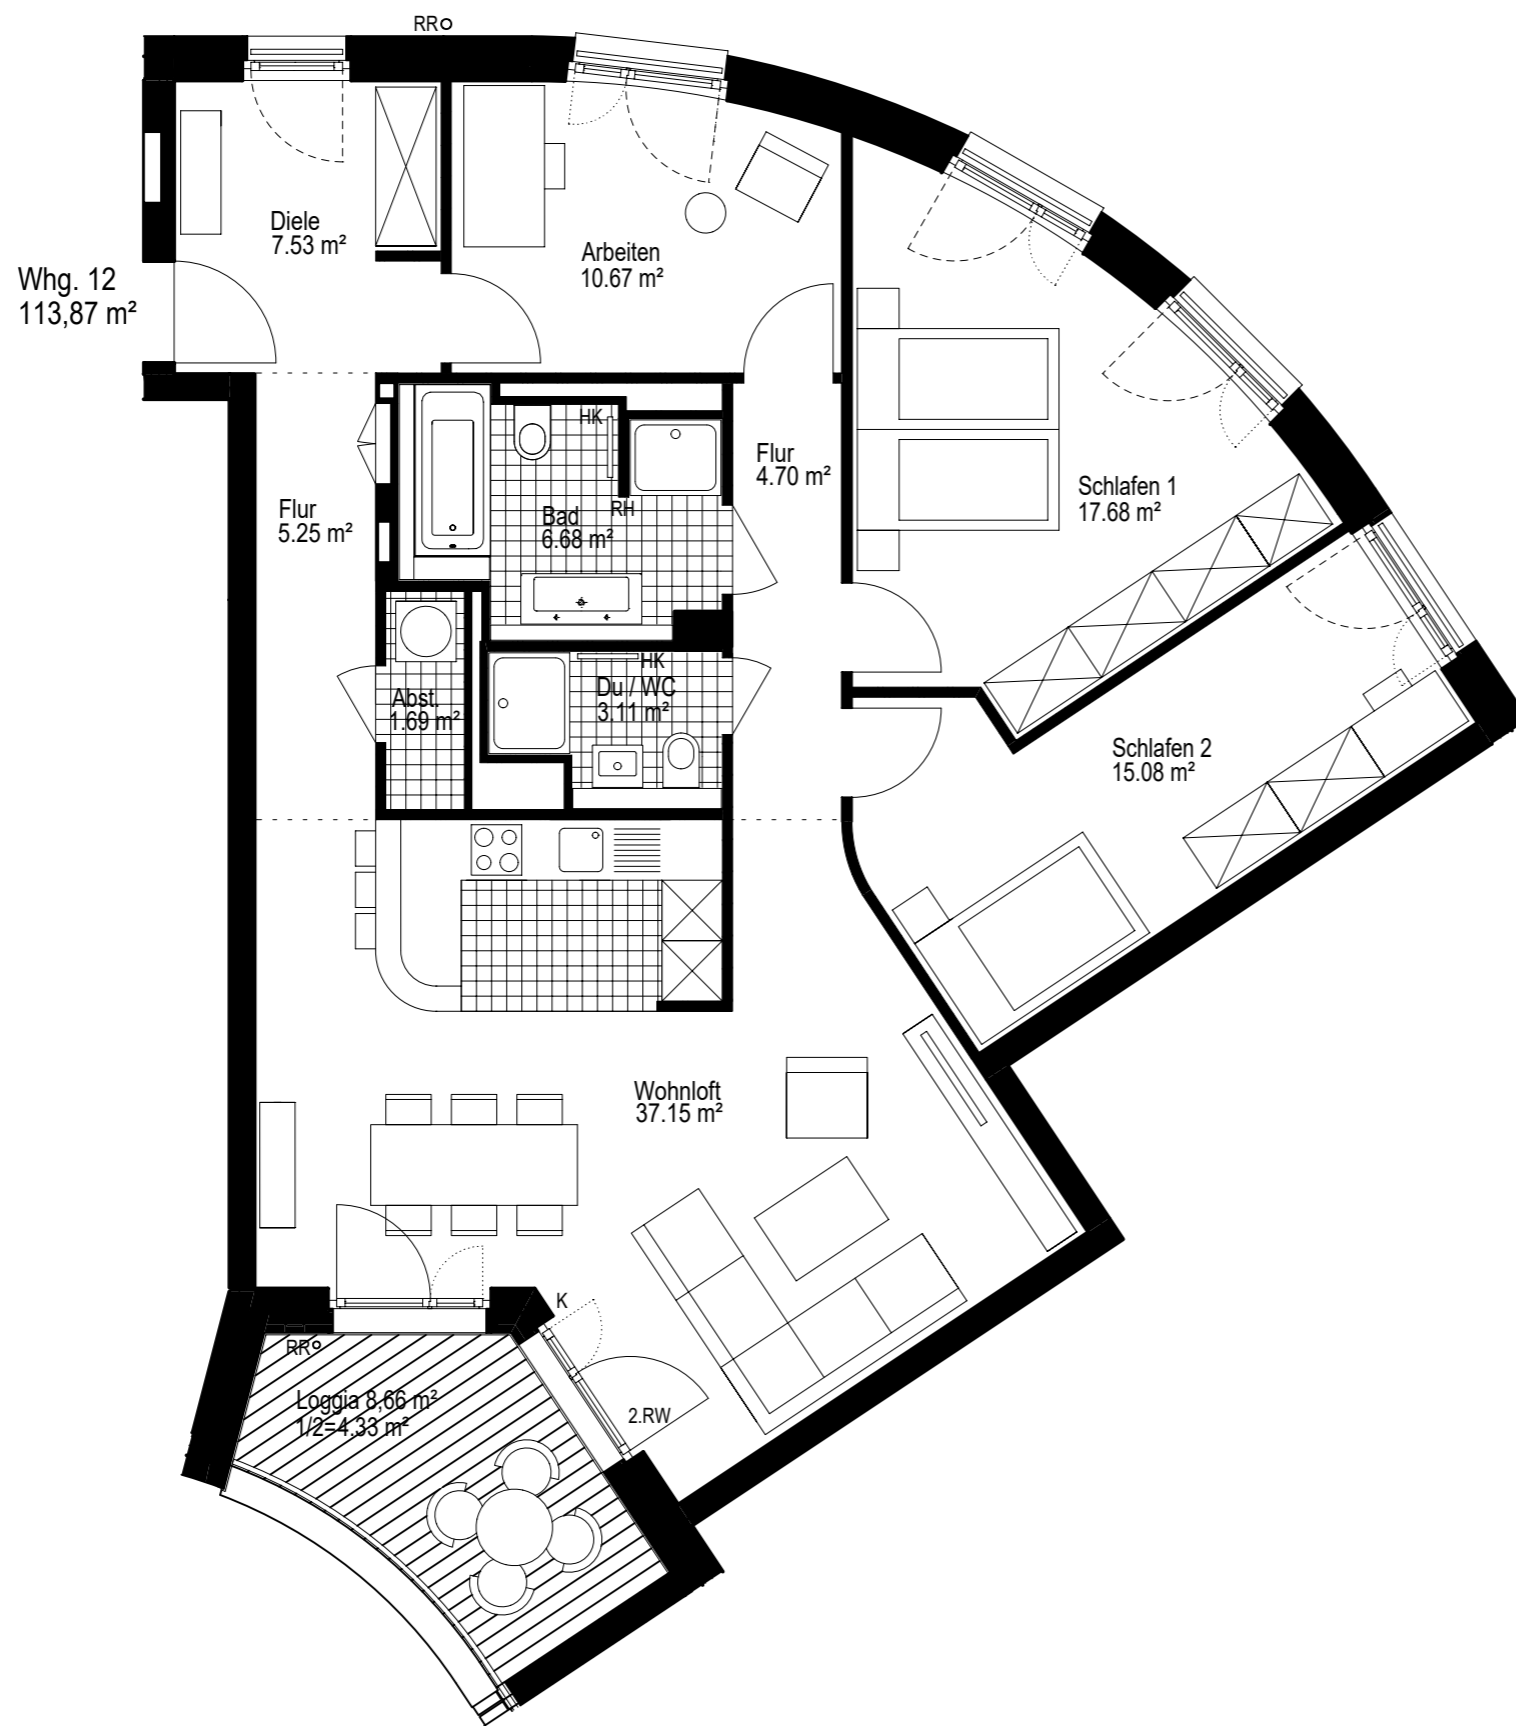 RR
Diele
7.53 m²
Arbeiten
10.67 m²
Whg. 12
113,87 m²
HK
Flur
4.70 m²
Schlafen 1
17.68 m²
Flur
5.25 m²
RH
Bad
6.68 m²
HK
Du / WC
3.11 m²
Abst.
1.69 m²
Schlafen 2
15.08 m²
Wohnloft
37.15 m²
K
RR
Loggia 8,66 m²
1/2=4.33 m²
2.RW